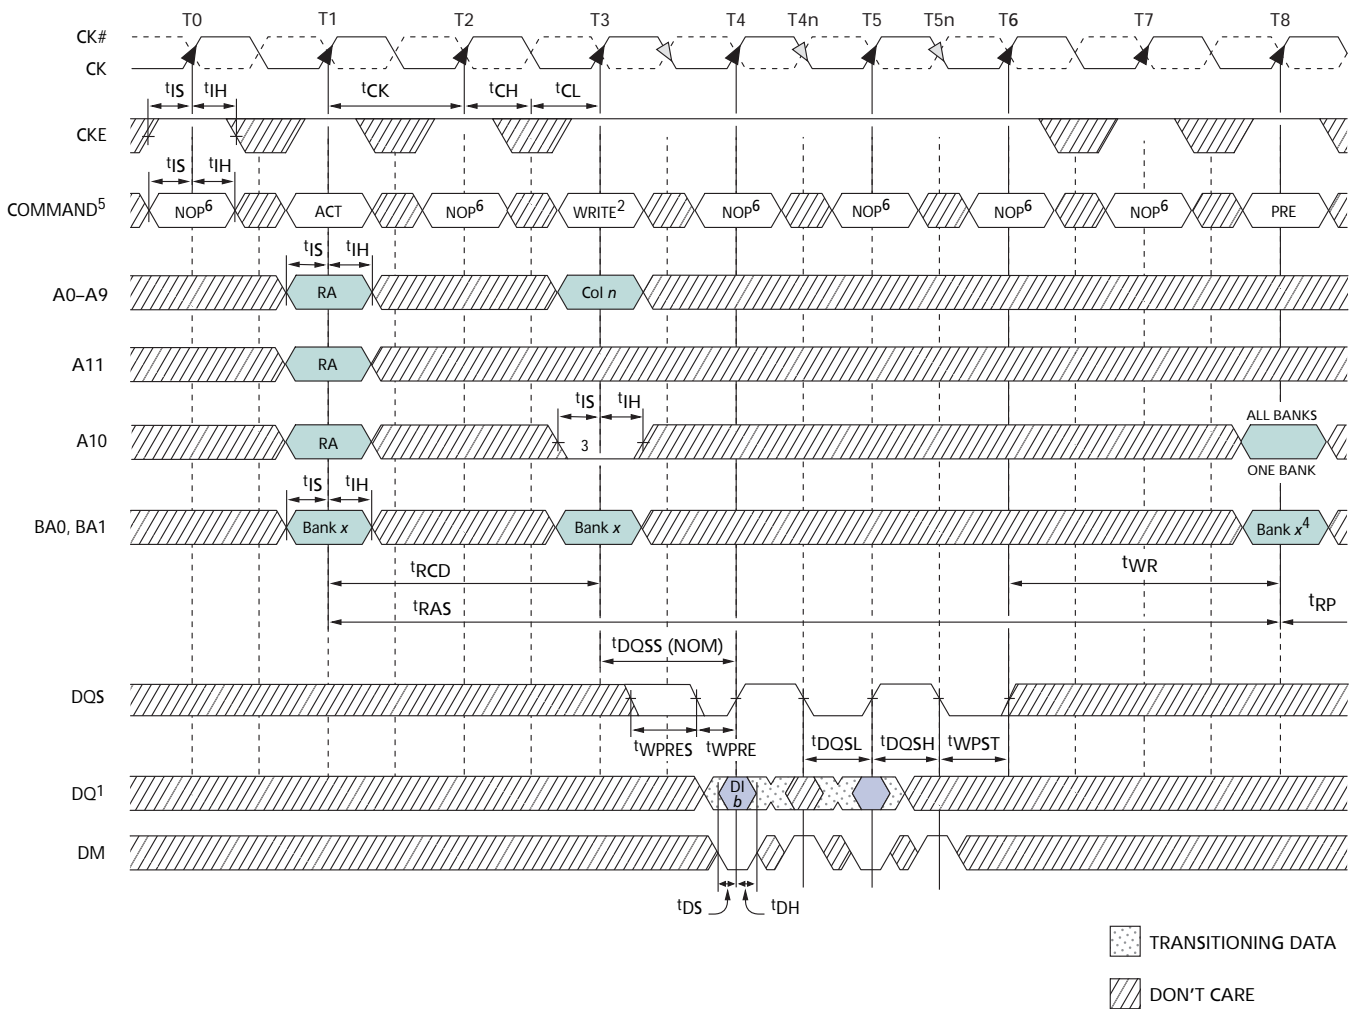 T0 T1 T2 T3 T4 T4n T5 T5n T6 T7 T8
CK#
CK
tIS tIH tCK tCH tCL
CKE
tIS tIH
COMMAND5 NOP6 ACT NOP6 WRITE2 NOP6 NOP6 NOP6 NOP6 PRE
tIS tIH
A0–A9 RA Col n
A11 RA
tIS tIH
ALL BANKS
A10 RA 3
ONE BANK
tIS tIH
BA0, BA1 Bank x Bank x Bank x4
tRCD tWR
tRAS tRP
tDQSS (NOM)
DQS
tWPRES tWPRE tDQSL tDQSH tWPST
DQ1 DI
b
DM
tDS tDH
TRANSITIONING DATA
DON'T CARE